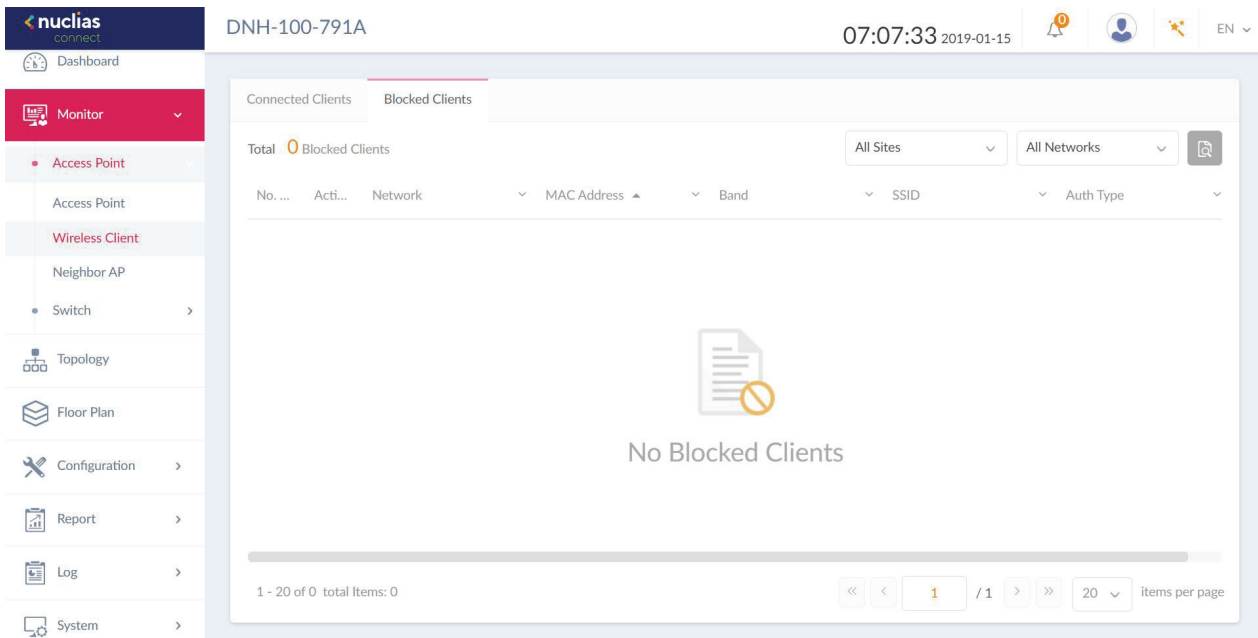 nuclias
connect
DNH-100-791A
07:07:33 2019-01-15
0
EN
Dashboard
Monitor
Access Point
Access Point
Wireless Client
Neighbor AP
Switch
Topology
Floor Plan
Configuration
Report
Log
System
Connected Clients Blocked Clients
Total 0 Blocked Clients
All Sites All Networks
No. ... Acti... Network MAC Address Band SSID Auth Type
No Blocked Clients
1 - 20 of 0 total Items: 0
1 / 1 20 items per page